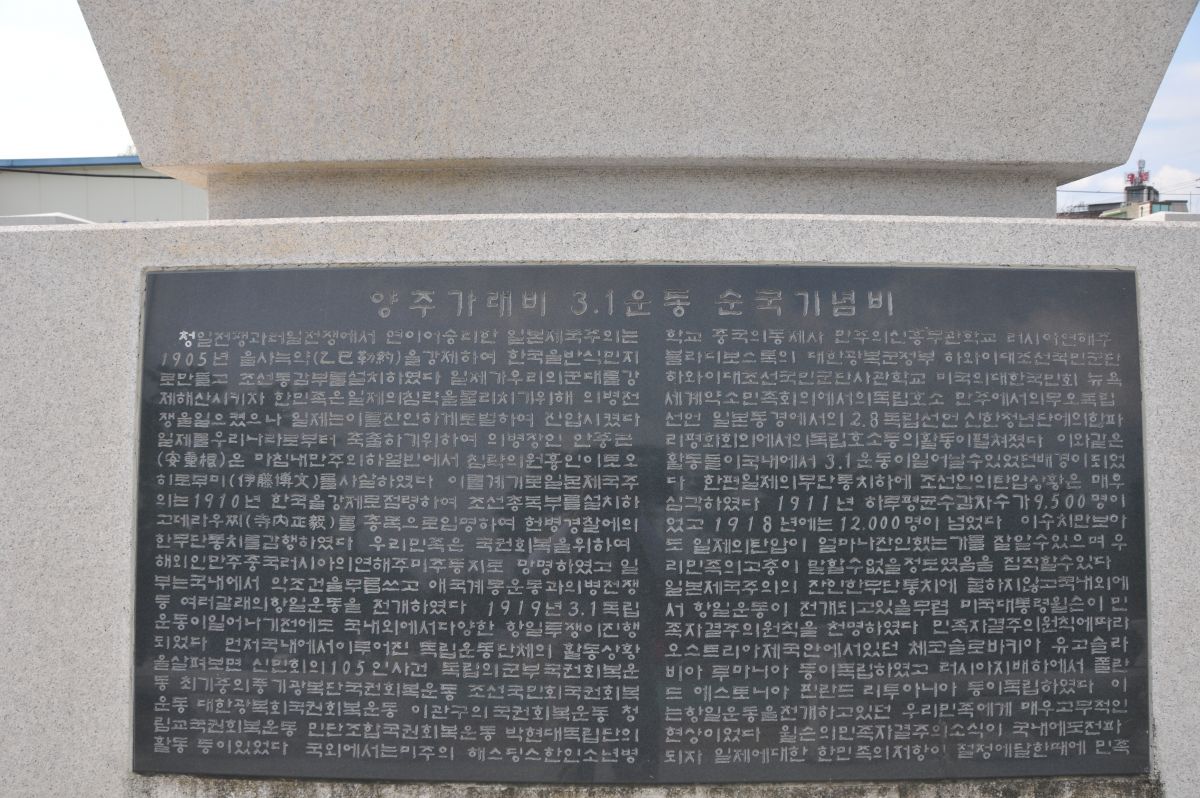 양주가래비 3.1운동 순국기념비
청일전쟁과러일전쟁에서 연이어승리한 일본제국주의는
1905년 을사늑약(乙巳勒約)을강제하여 한국을반식민지
로만들고 조선통감부를설치하였다 일제가우리의군대를강
제해산시키자 한민족은일제의침략을물리치기위해 의병전
쟁을일으켰으나 일제는이를잔인하게토벌하여 진압시켰다
일제를우리나라로부터 축출하기위하여 의병장인 안중근
(安重根)은 마침내만주의하얼빈에서 침략의원흉인이토오
히로부미(伊藤博文)를사살하였다 이를계기로일본제국주
의는1910년 한국을강제로점령하여 조선총독부를설치하
고데라우찌(寺內正毅)를 총독으로임명하여 헌병경찰에의
한무단통치를감행하였다 우리민족은 국권회복을위하여
해외인만주중국러시아의연해주미주등지로 망명하였고 일
부는국내에서 악조건을무릅쓰고 애국계몽운동과의병전쟁
등 여러갈래의항일운동을 전개하였다 1919년3.1독립
운동이일어나기전에도 국내외에서다양한 항일투쟁이진행
되었다 먼저국내에서이루어진 독립운동단체의 활동상황
을살펴보면 신민회의105인사건 독립의군부국권회복운
동 최기중의풍기광복단국권회복운동 조선국민회국권회복
운동 대한광복회국권회복운동 이관구의국권회복운동 청
림교국권회복운동 민단조합국권회복운동 박현대독립단의
활동 등이있었다 국외에서는미주의 해스딩스한인소년병
학교 중국의동제사 만주의신흥무관학교 러시아연해주
블라디보스톡의 대한광복군정부 하와이대조선국민군단
하와이대조선국민군단사관학교 미국의대한국민회 뉴욕
세계약소민족회의에서의독립호소 만주에서의무오독립
선언 일본동경에서의2.8독립선언신한청년단에의한파
리평화회의에서의독립호소등의활동이펼쳐졌다 이와같은
활동들이국내에서3.1운동이일어날수있었던배경이되었
다 한편일제의무단통치하에 조선인의탄압상황은 매우
심각하였다 1911년 하루평균수감자수가9,500명이
었고 1918년에는12.000명이 넘었다 이수치만보아
도 일제의탄압이 얼마나잔인했는가를 잘알수있으며 우
리민족의고충이 말할수없을정도였음을 짐작할수있다
일본제국주의의 잔인한무단통치에 굴하지않고국내외에
서 항일운동이 전개되고있을무렵 미국대통령윌슨이 민
족자결주의원칙을 천명하였다 민족자결주의원칙에따라
오스트리아제국안에서있던 체코슬로바키아 유고슬라
비아 루마니아 등이독립하였고 러시아지배하에서 폴란
드 에스토니아 핀란드 리투아니아 등이독립하였다 이
는항일운동을전개하고있던 우리민족에게 매우고무적인
현상이었다 윌슨의민족자결주의소식이 국내에도전파
되자 일제에대한 한민족의저항이 절정에달한때에 민족